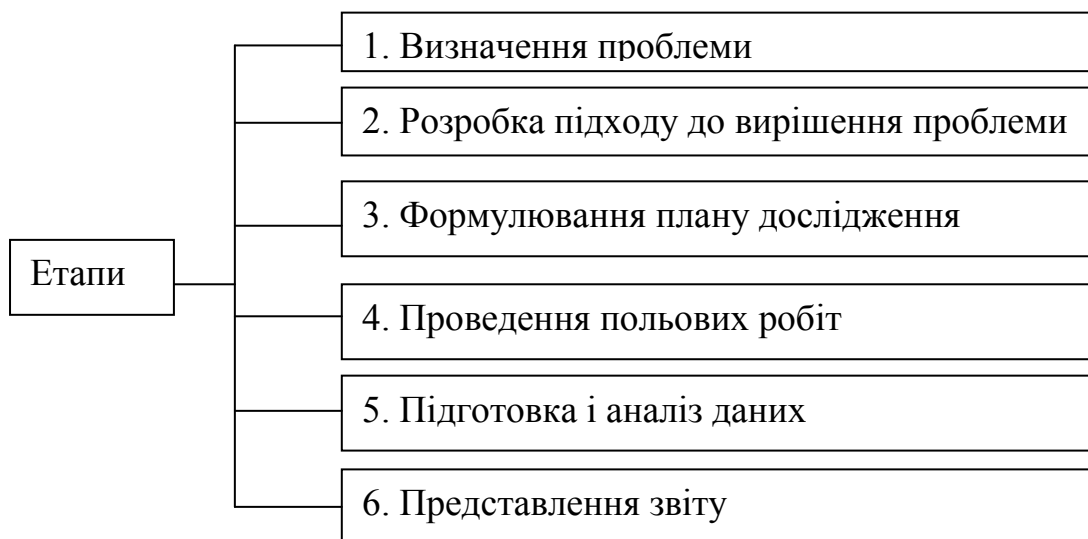 1. Визначення проблеми
2. Розробка підходу до вирішення проблеми
3. Формулювання плану дослідження
Етапи
4. Проведення польових робіт
5. Підготовка і аналіз даних
6. Представлення звіту